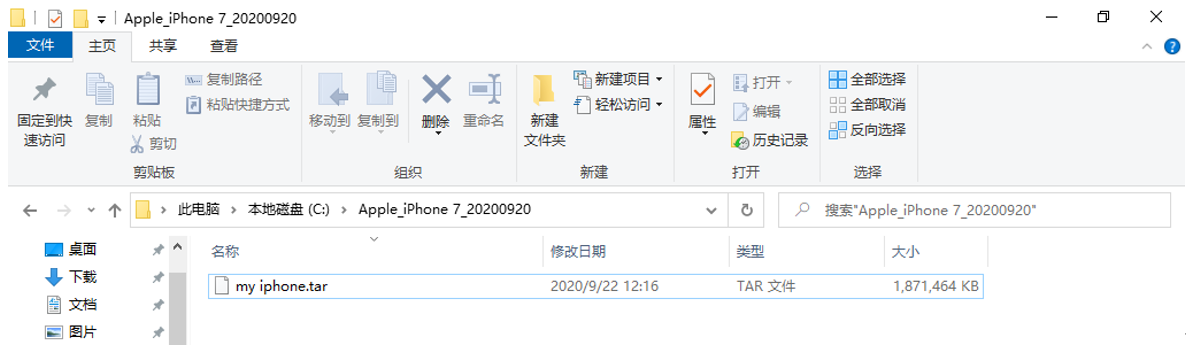 Apple_iPhone 7_20200920
文件 主页 共享 查看
固定到快速访问
复制
粘贴
剪切
复制路径
粘贴快捷方式
剪贴板
移动到
复制到
删除
重命名
组织
新建文件夹
新建项目
轻松访问
新建
属性
打开
编辑
历史记录
打开
全部选择
全部取消
反向选择
选择
此电脑 > 本地磁盘 (C:) > Apple_iPhone 7_20200920
搜索"Apple_iPhone 7_20200920"
桌面
下载
文档
图片
名称 修改日期 类型 大小
my iphone.tar 2020/9/22 12:16 TAR 文件 1,871,464 KB